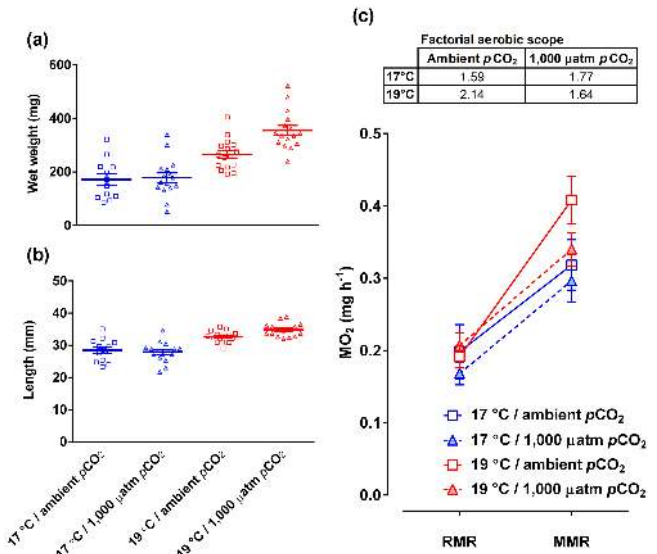 (a)
Wet weight (mg)
600
400
200
0
(b)
Length (mm)
50
40
30
20
10
0
17 °C / ambient pCO₂
17 °C / 1,000 µatm pCO₂
19 °C / ambient pCO₂
19 °C / 1,000 µatm pCO₂
(c)
Factorial aerobic scope
Ambient pCO₂ 1,000 µatm pCO₂
17°C 1.59 1.77
19°C 2.14 1.64
MO₂ (mg h⁻¹)
0.5
0.4
0.3
0.2
0.1
0.0
17 °C / ambient pCO₂
17 °C / 1,000 µatm pCO₂
19 °C / ambient pCO₂
19 °C / 1,000 µatm pCO₂
RMR MMR